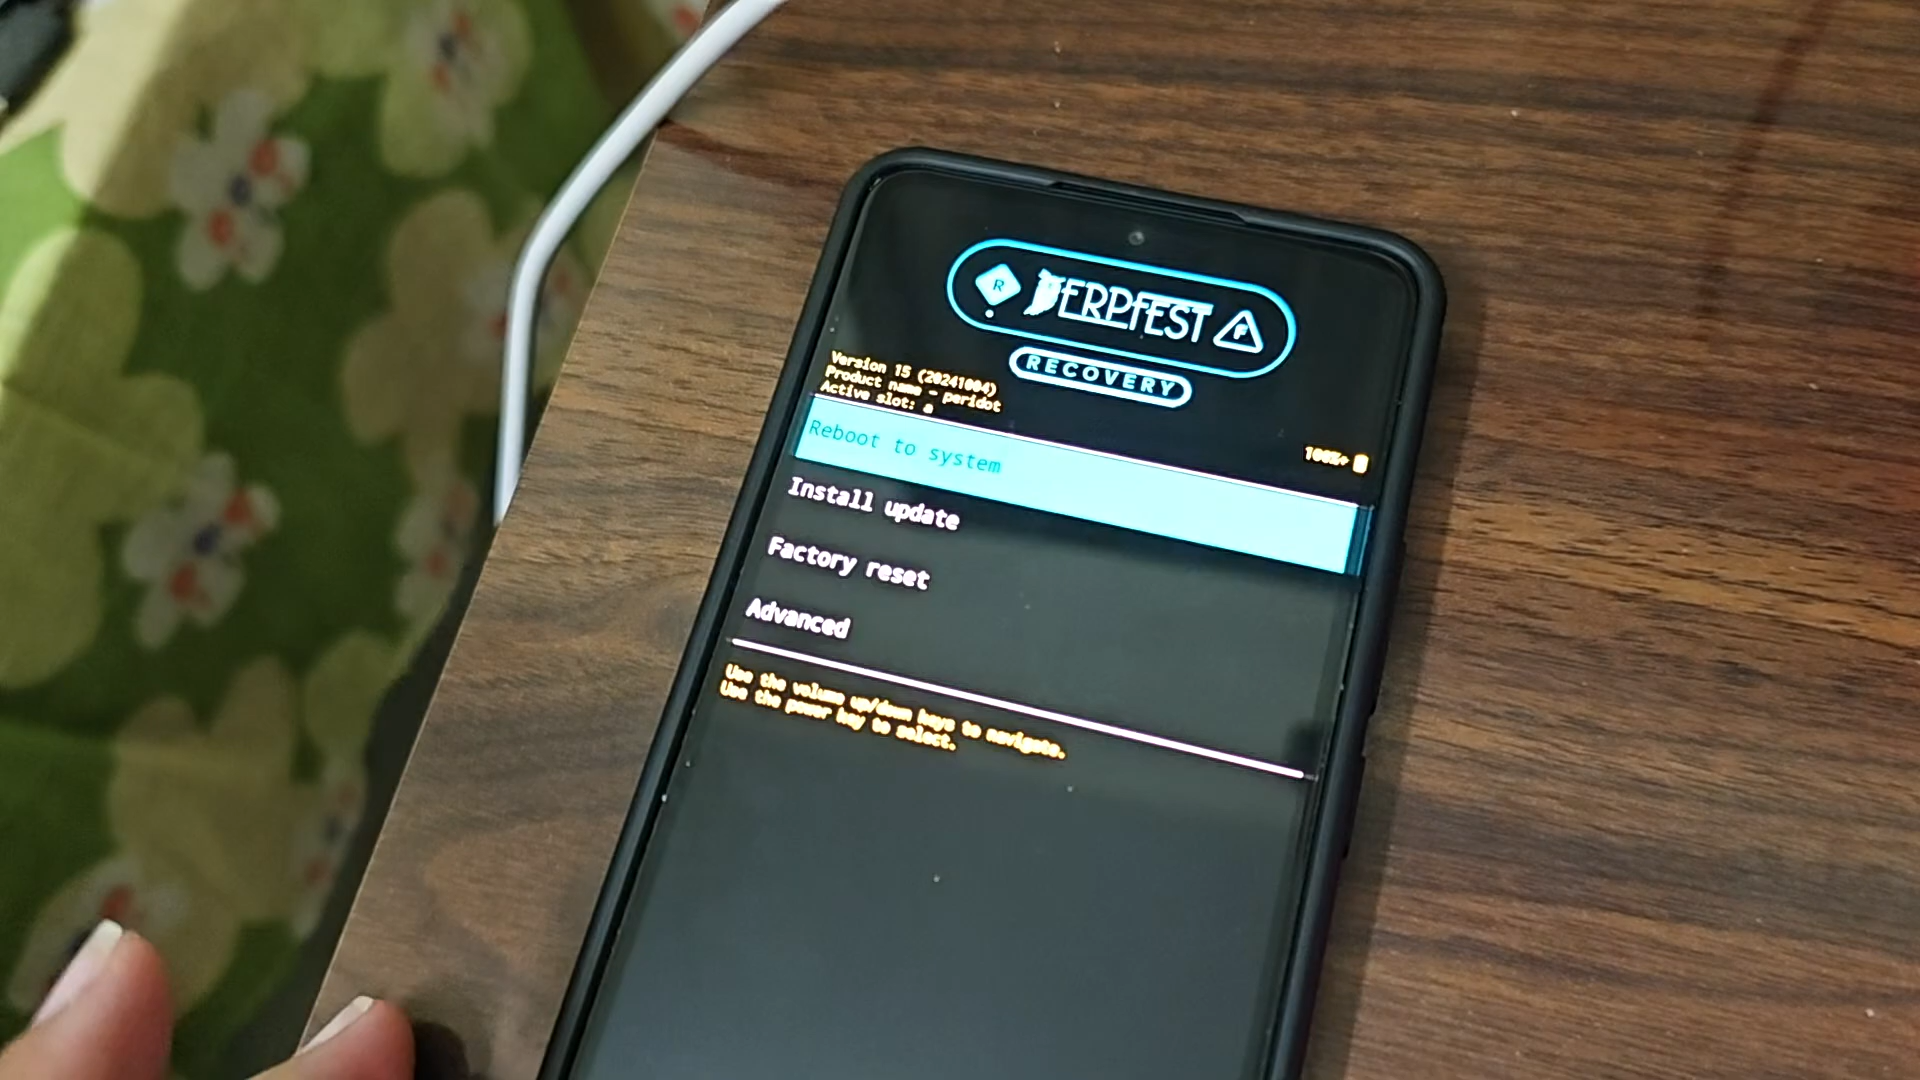 R DERPFEST F
RECOVERY
Version 15 (20241004)
Product name - peridot
Active slot: a
100%+
Reboot to system
Install update
Factory reset
Advanced
Use the volume up/down keys to navigate.
Use the power key to select.